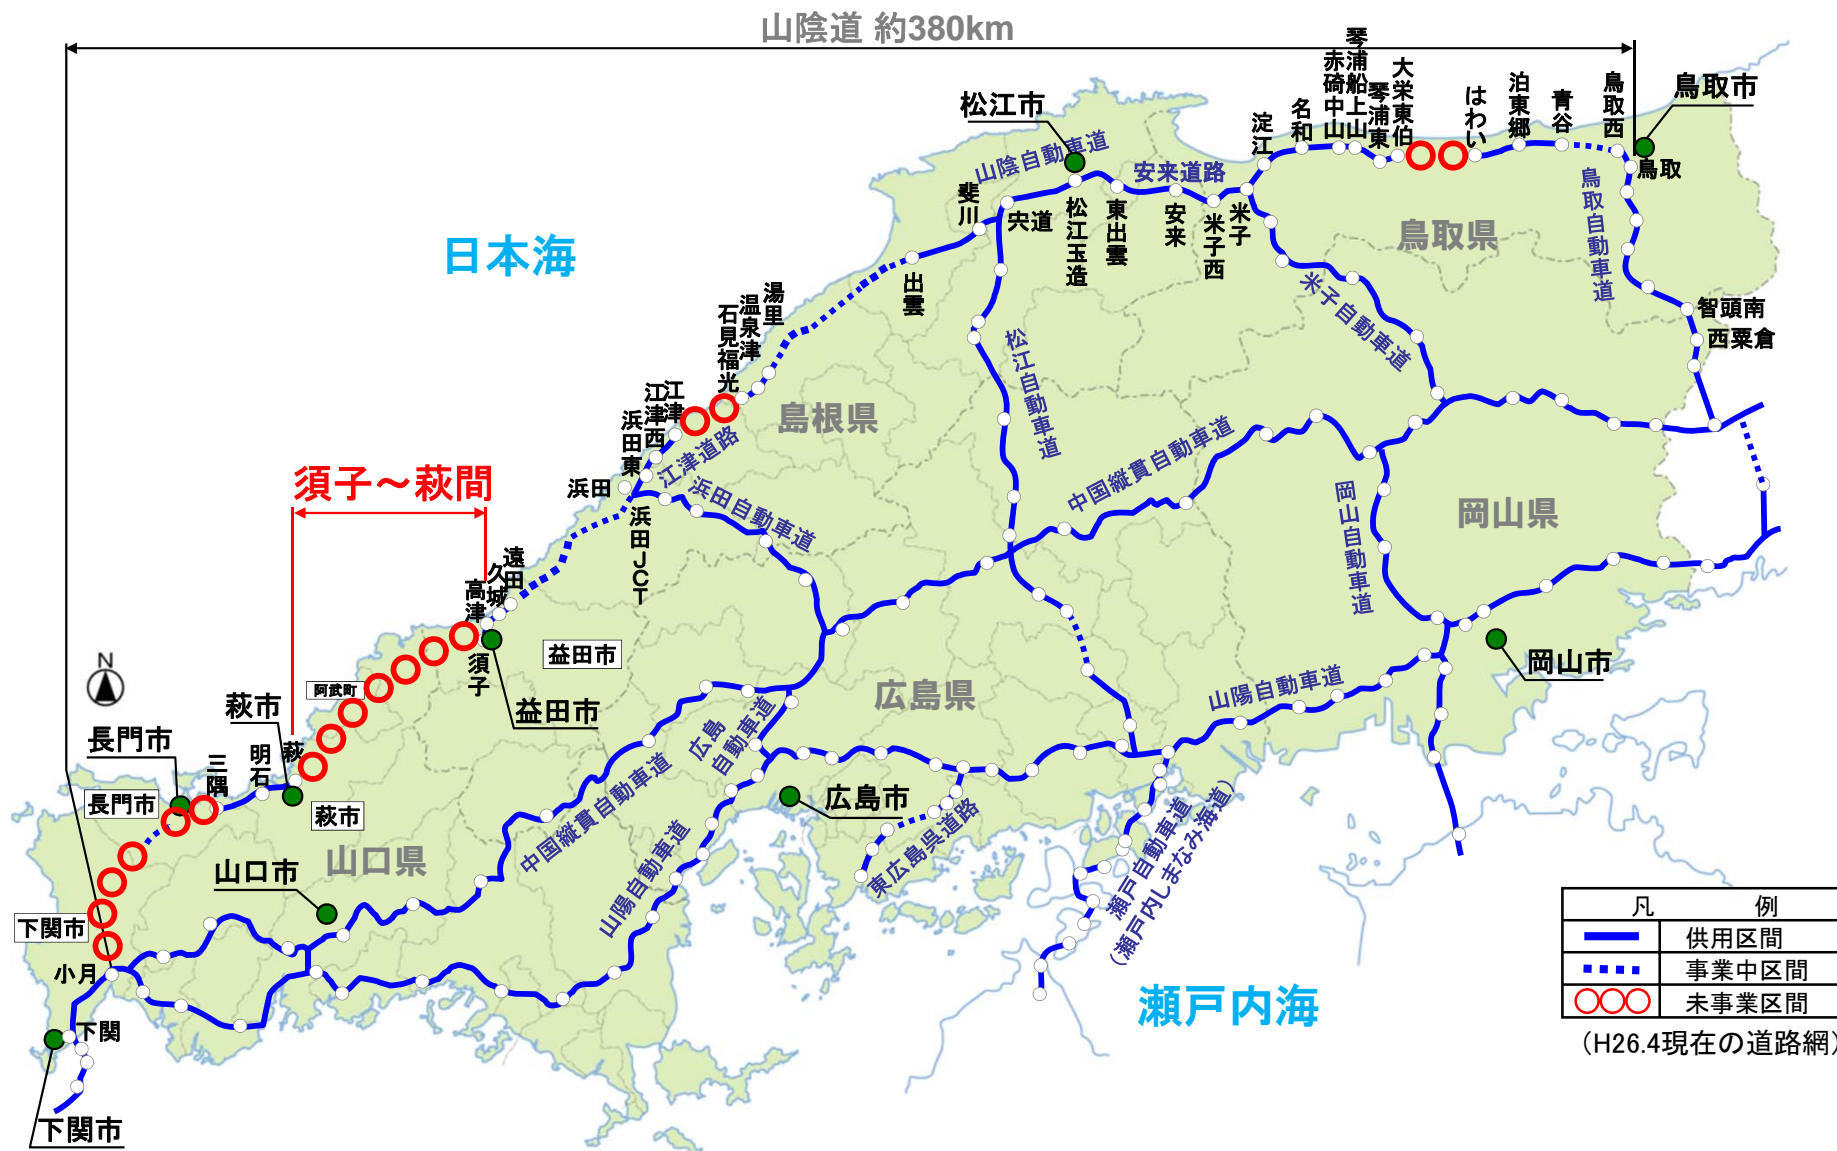 山陰道 約380km
鳥取市
松江市
淀江
名和
赤碕中山
琴浦船上山
琴浦東
大栄東伯
はわい
泊東郷
青谷
鳥取西
鳥取
山陰自動車道
安来道路
斐川
宍道
松江玉造
東出雲
安来
米子西
米子
鳥取県
鳥取自動車道
日本海
出雲
米子自動車道
智頭南
西粟倉
湯里
温泉津
石見福光
松江自動車道
島根県
江津
江津西
浜田東
江津道路
浜田
浜田自動車道
浜田JCT
中国縦貫自動車道
岡山自動車道
岡山県
須子～萩間
遠田
久城
高津
須子
益田市
益田市
岡山市
N
阿武町
萩市
長門市
広島県
山陽自動車道
広島自動車道
萩
明石
三隅
長門市
萩市
中国縦貫自動車道
広島市
山口県
山口市
山陽自動車道
東広島呉道路
瀬戸自動車道
(瀬戸内しまなみ海道)
下関市
小月
下関
下関市
瀬戸内海
凡 例
供用区間
事業中区間
未事業区間
(H26.4現在の道路網)